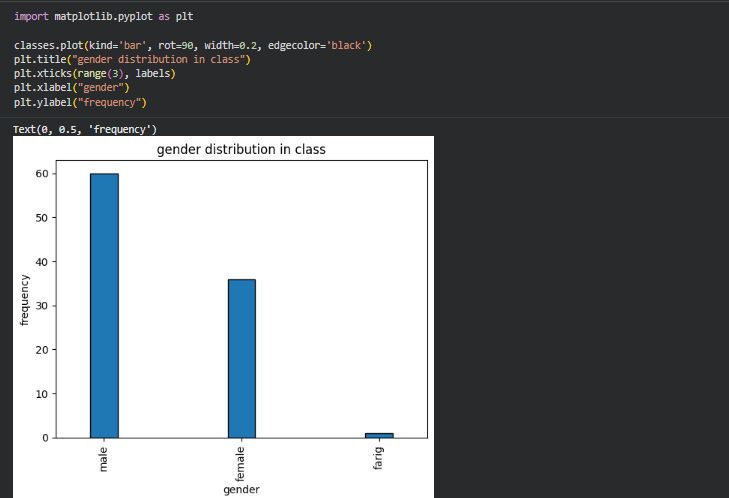 import matplotlib.pyplot as plt
classes.plot(kind='bar', rot=90, width=0.2, edgecolor='black')
plt.title("gender distribution in class")
plt.xticks(range(3), labels)
plt.xlabel("gender")
plt.ylabel("frequency")
Text(0, 0.5, 'frequency')
gender distribution in class
60
50
40
30
20
10
0
frequency
male
female
farig
gender